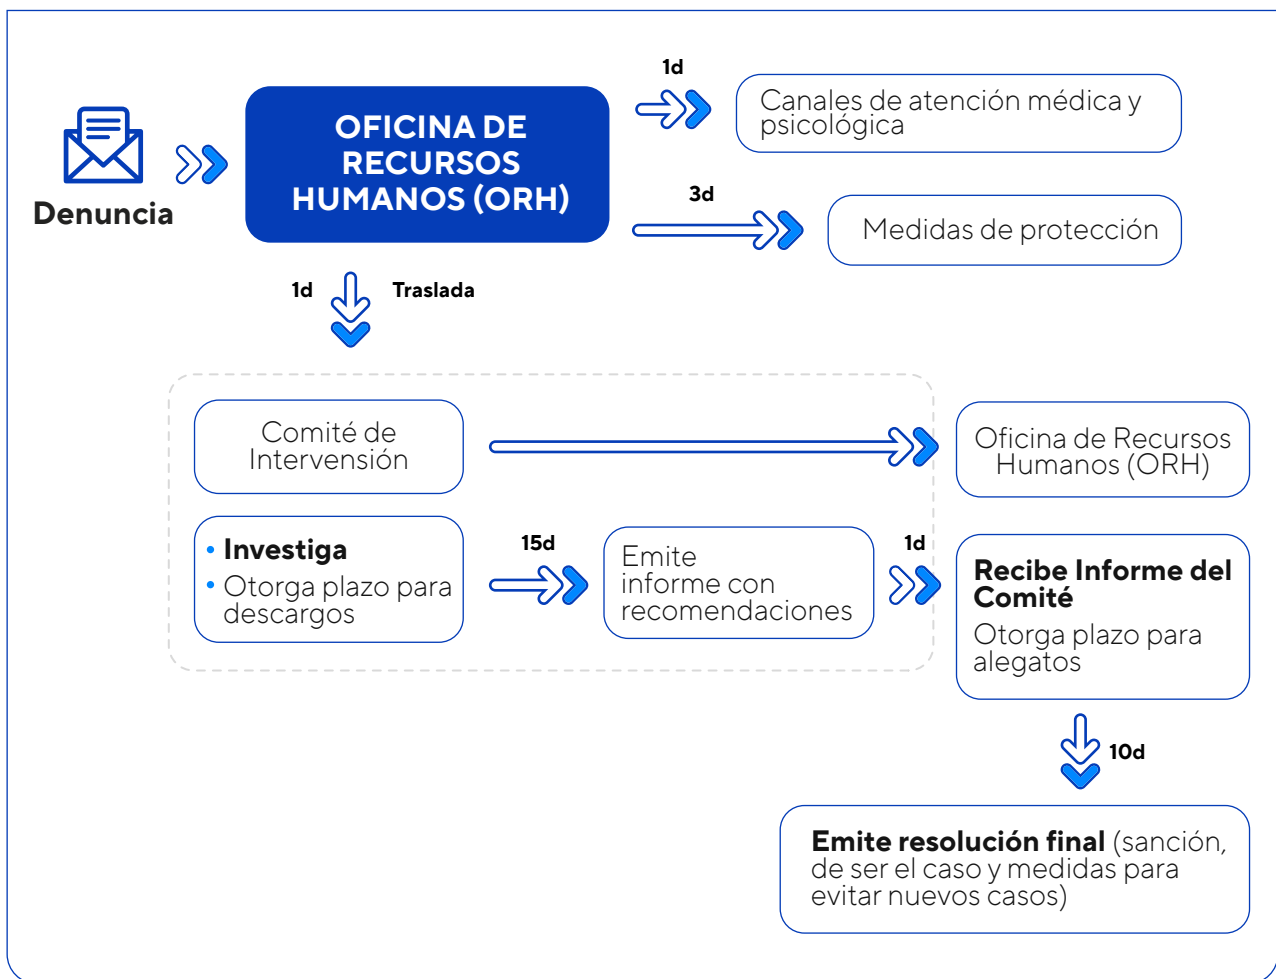 Denuncia
OFICINA DE
RECURSOS
HUMANOS (ORH)
1d
Canales de atención médica y
psicológica
3d
Medidas de protección
1d
Traslada
Comité de
Intervensión
Oficina de Recursos
Humanos (ORH)
• Investiga
• Otorga plazo para
descargos
15d
Emite
informe con
recomendaciones
1d
Recibe Informe del
Comité
Otorga plazo para
alegatos
10d
Emite resolución final (sanción,
de ser el caso y medidas para
evitar nuevos casos)